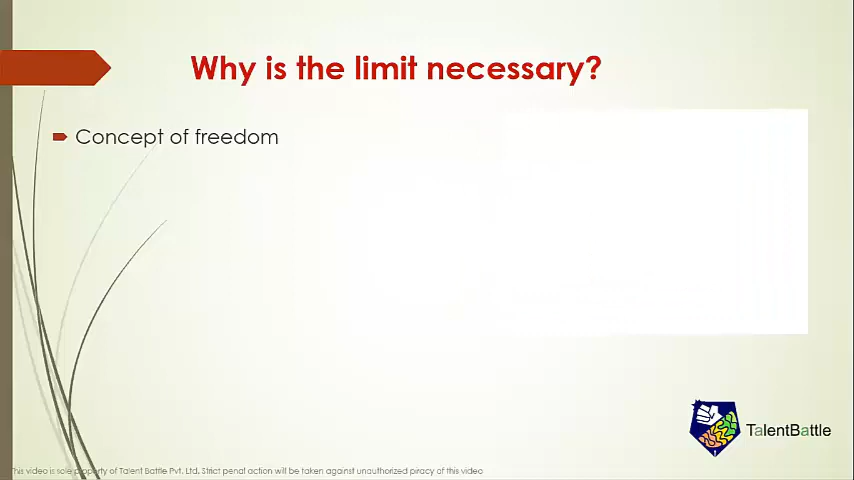 Why is the limit necessary?
Concept of freedom
TalentBattle
This video is sole property of Talent Battle Pvt. Ltd. Strict penal action will be taken against unauthorized piracy of this video